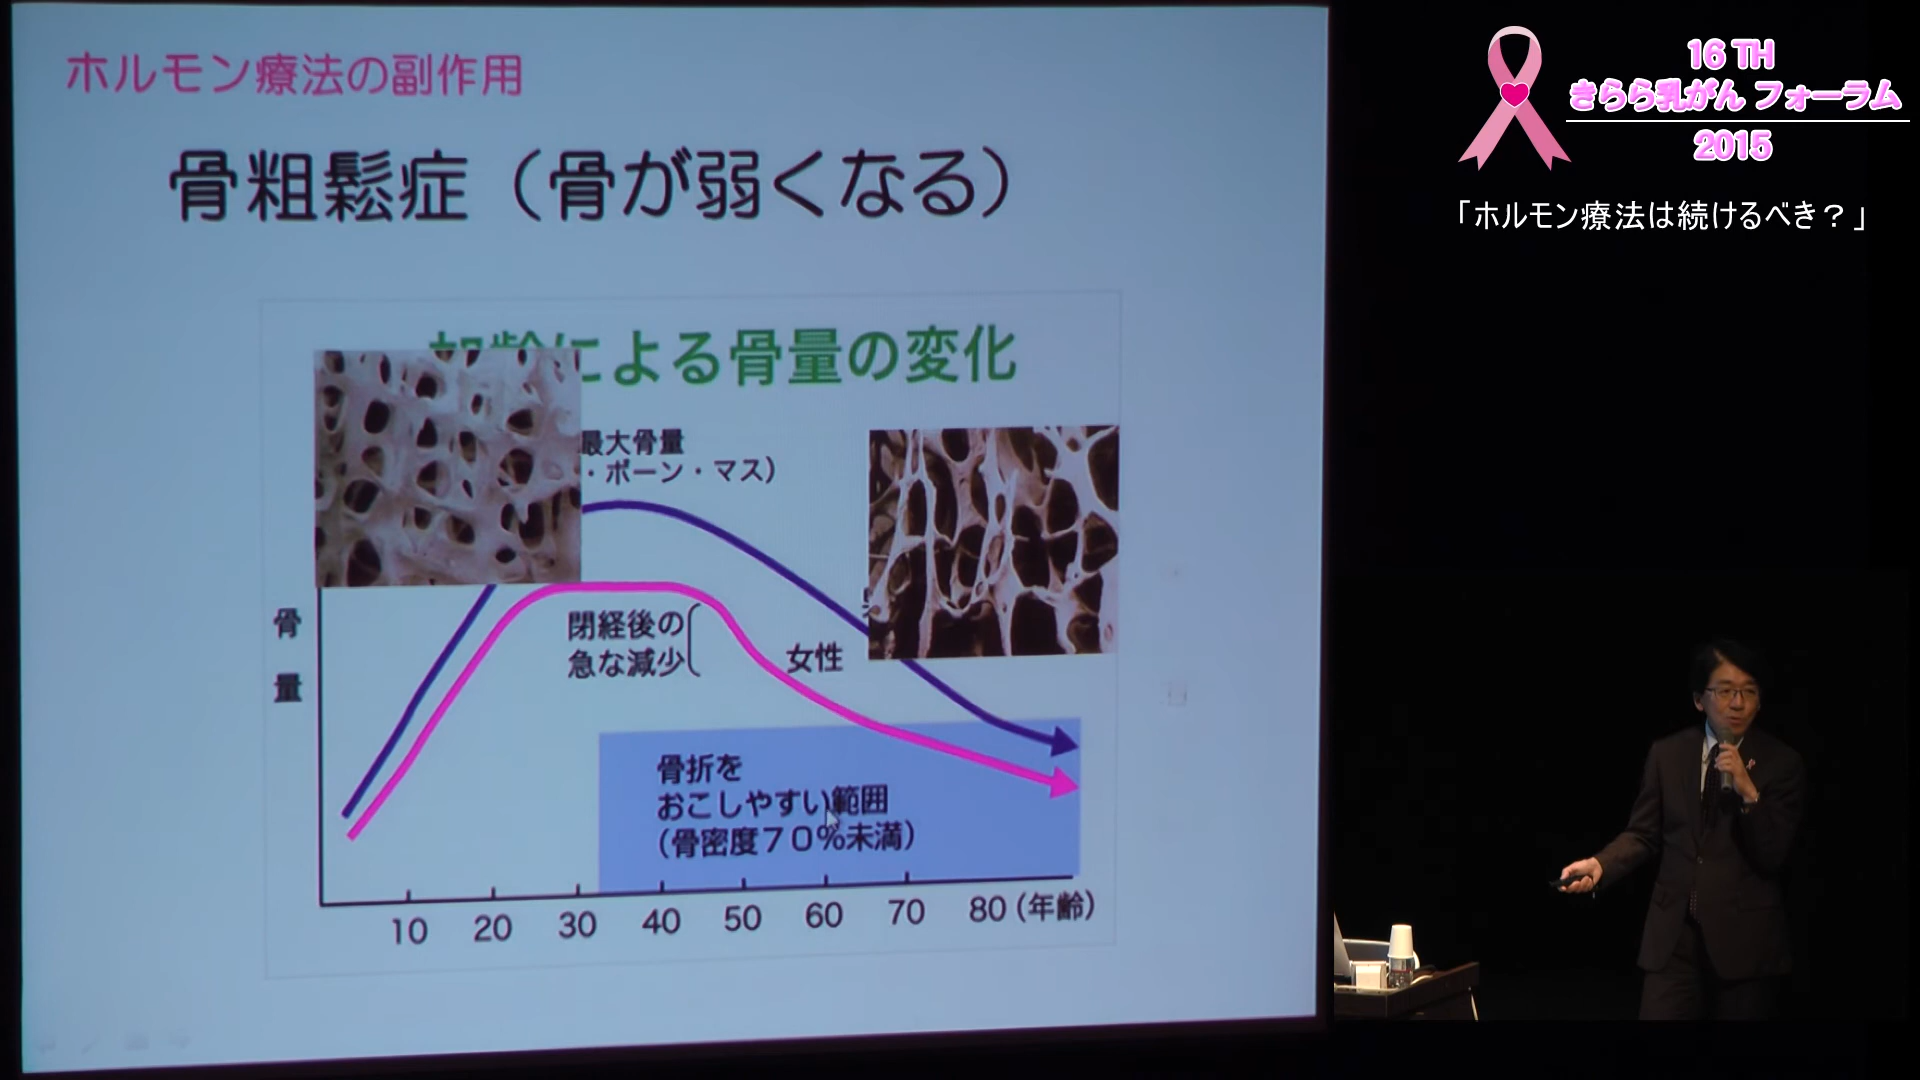 ホルモン療法の副作用
骨粗鬆症（骨が弱くなる）
による骨量の変化
最大骨量
・ボーン・マス）
骨
量
閉経後の
急な減少
女性
骨折を
おこしやすい範囲
（骨密度７０％未満）
10 20 30 40 50 60 70 80（年齢）
16 TH
きらら乳がん フォーラム
2015
「ホルモン療法は続けるべき？」